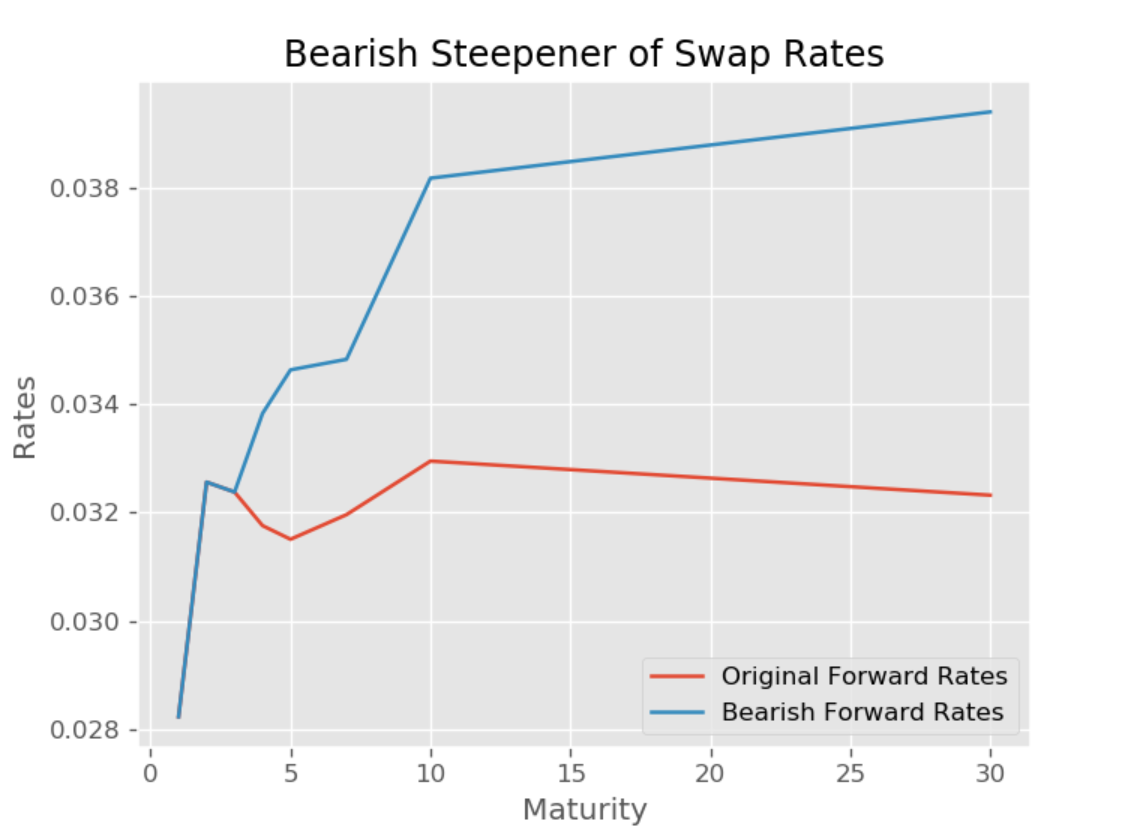 Bearish Steepener of Swap Rates
0.038
0.036
0.034
0.032
0.030
0.028
Rates
Original Forward Rates
Bearish Forward Rates
0 5 10 15 20 25 30
Maturity